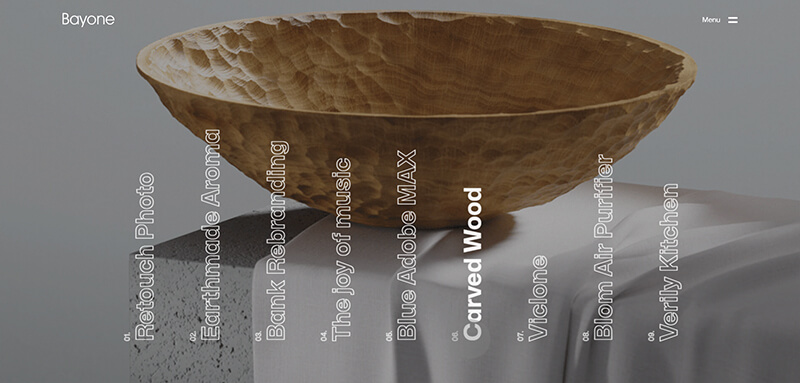 Bayone
Menu
01.
Retouch Photo
02.
Earthmade Aroma
03.
Bank Rebranding
04.
The joy of music
05.
Blue Adobe MAX
06.
Carved Wood
07.
Viclone
08.
Blom Air Purifier
09.
Verily Kitchen